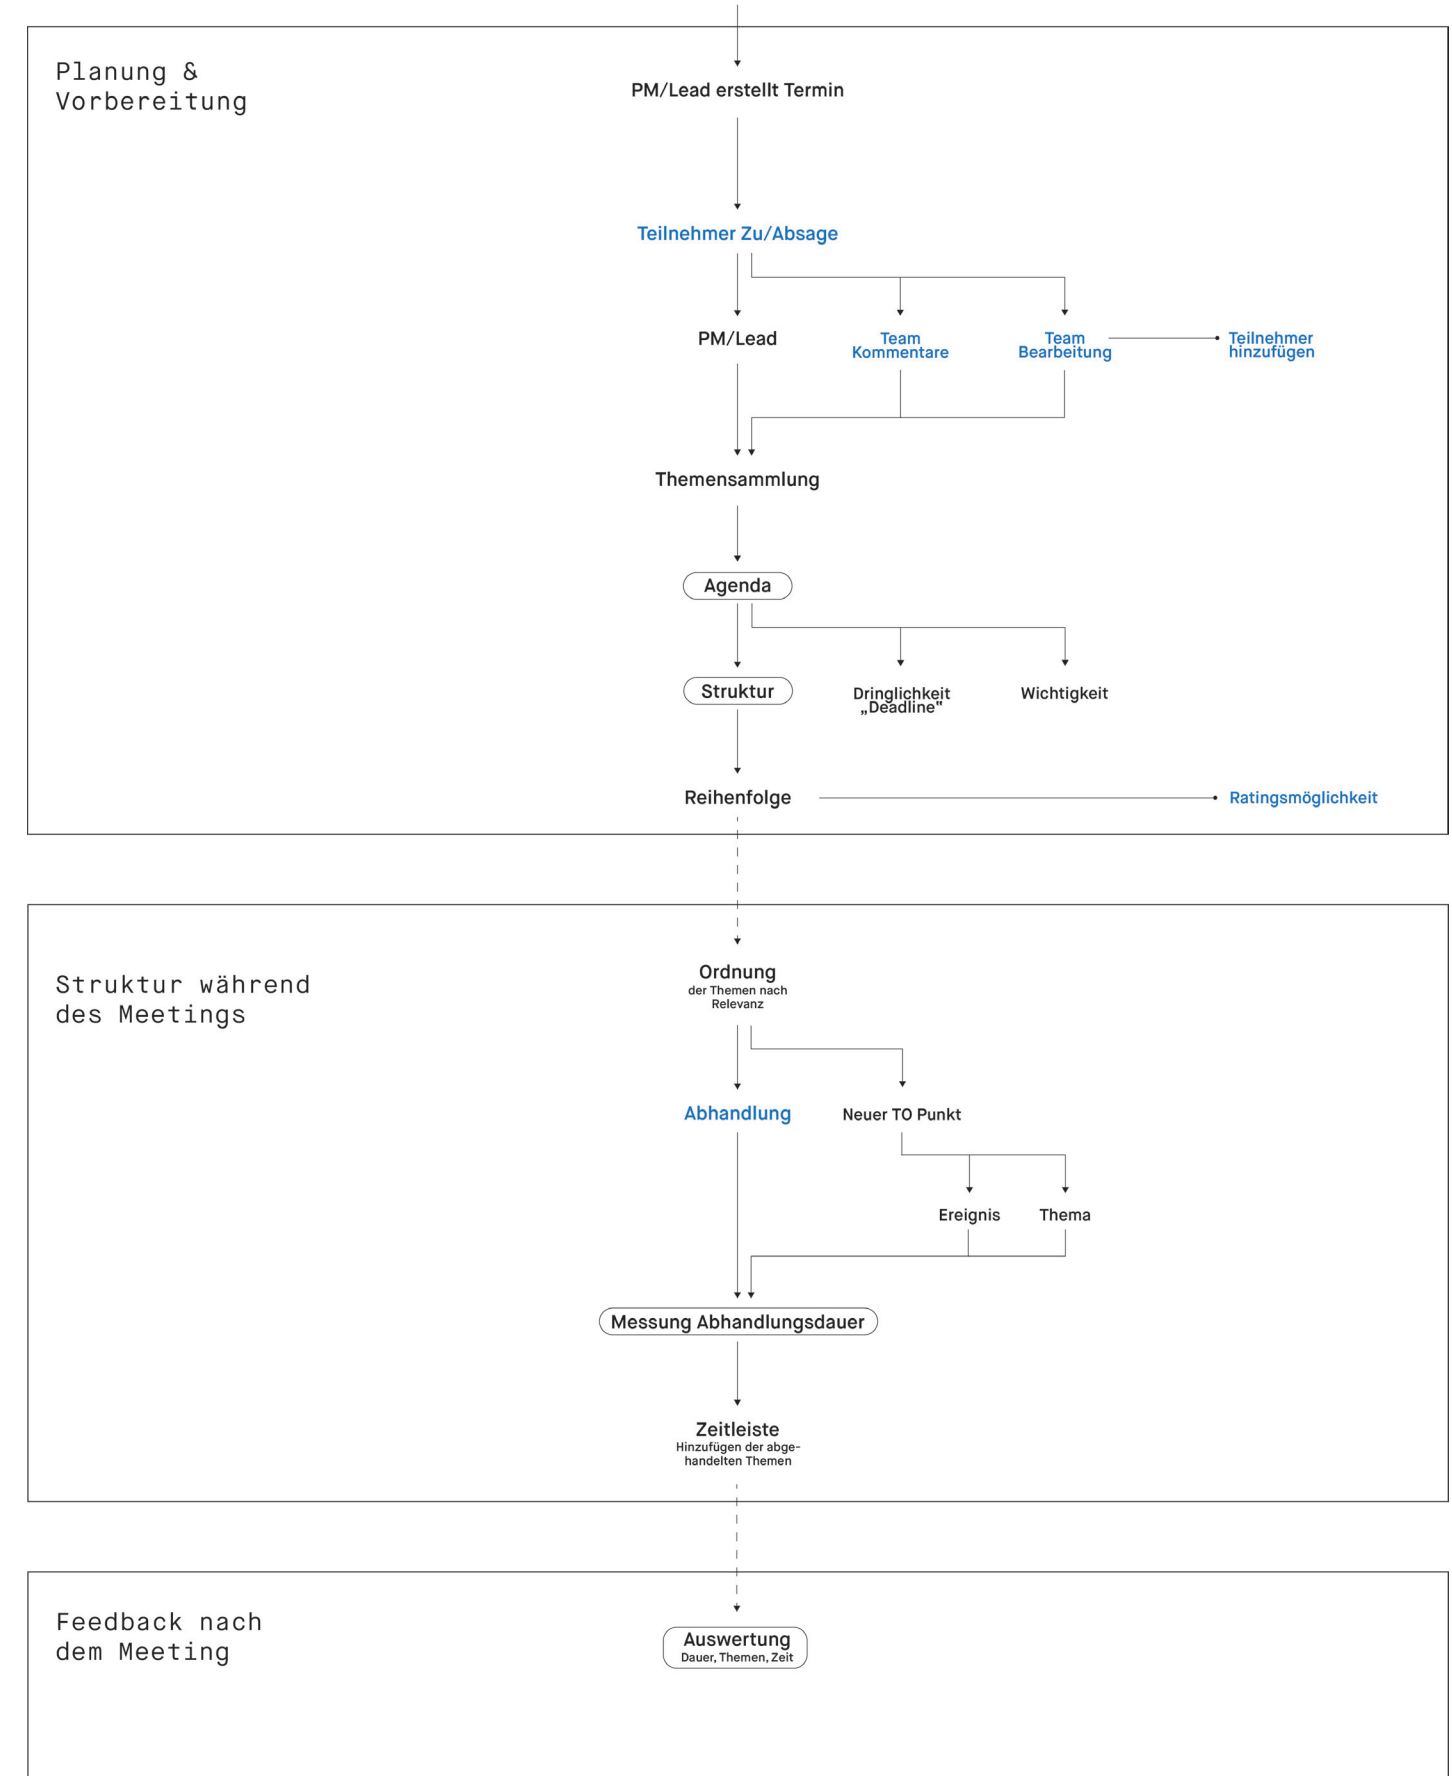 Planung &
Vorbereitung
PM/Lead erstellt Termin
Teilnehmer Zu/Absage
PM/Lead
Team
Kommentare
Team
Bearbeitung
Teilnehmer
hinzufügen
Themensammlung
Agenda
Struktur
Dringlichkeit
„Deadline"
Wichtigkeit
Reihenfolge
Ratingsmöglichkeit
Struktur während
des Meetings
Ordnung
der Themen nach
Relevanz
Abhandlung
Neuer TO Punkt
Ereignis
Thema
Messung Abhandlungsdauer
Zeitleiste
Hinzufügen der abge-
handelten Themen
Feedback nach
dem Meeting
Auswertung
Dauer, Themen, Zeit